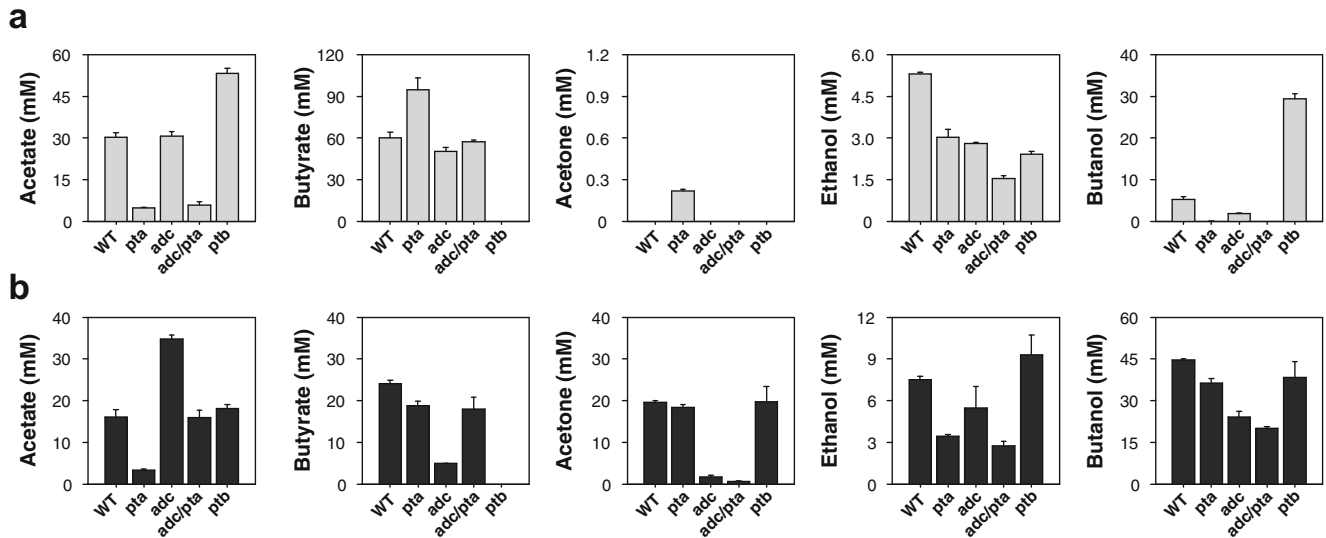 a
Acetate (mM)
60
45
30
15
0
WT pta adc adc/pta ptb
Butyrate (mM)
120
90
60
30
0
WT pta adc adc/pta ptb
Acetone (mM)
1.2
0.9
0.6
0.3
0
WT pta adc adc/pta ptb
Ethanol (mM)
6.0
4.5
3.0
1.5
0
WT pta adc adc/pta ptb
Butanol (mM)
40
30
20
10
0
WT pta adc adc/pta ptb
b
Acetate (mM)
40
30
20
10
0
WT pta adc adc/pta ptb
Butyrate (mM)
40
30
20
10
0
WT pta adc adc/pta ptb
Acetone (mM)
40
30
20
10
0
WT pta adc adc/pta ptb
Ethanol (mM)
12
9
6
3
0
WT pta adc adc/pta ptb
Butanol (mM)
60
45
30
15
0
WT pta adc adc/pta ptb